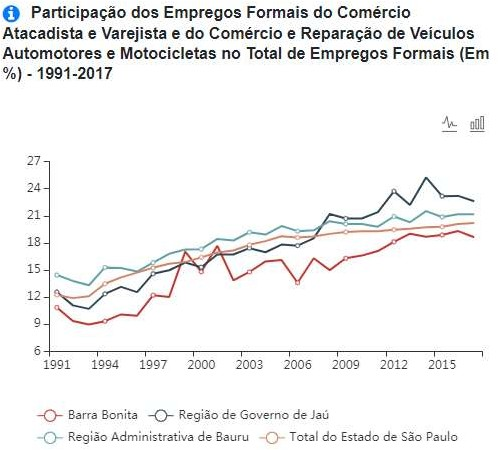 Participação dos Empregos Formais do Comércio
Atacadista e Varejista e do Comércio e Reparação de Veículos
Automotores e Motocicletas no Total de Empregos Formais (Em
%) - 1991-2017
27
24
21
18
15
12
9
6
1991 1994 1997 2000 2003 2006 2009 2012 2015
Barra Bonita Região de Governo de Jaú
Região Administrativa de Bauru Total do Estado de São Paulo